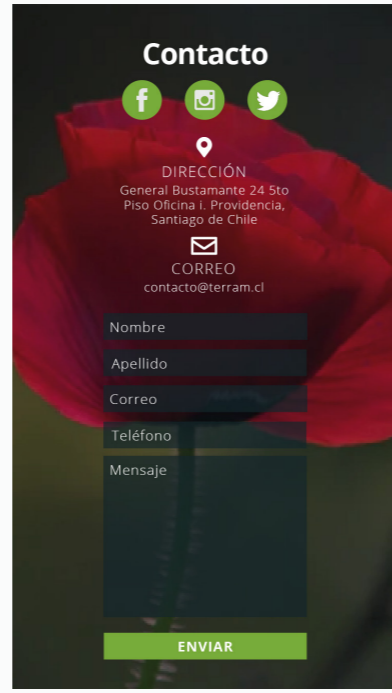 Contacto
DIRECCIÓN
General Bustamante 24 5to
Piso Oficina i. Providencia,
Santiago de Chile
CORREO
contacto@terram.cl
Nombre
Apellido
Correo
Teléfono
Mensaje
ENVIAR